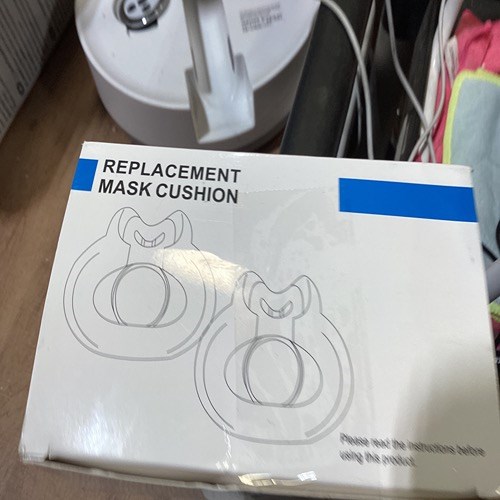 REPLACEMENT
MASK CUSHION
Please read the instructions before
using this product.